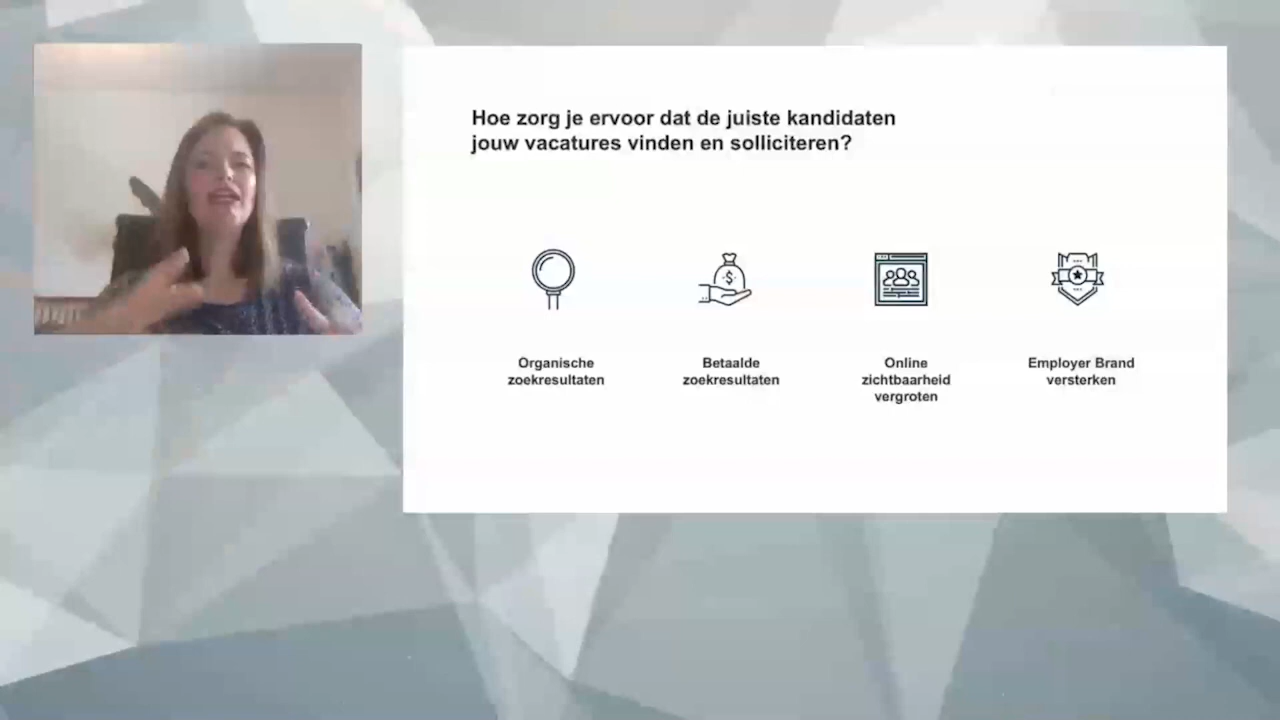 Hoe zorg je ervoor dat de juiste kandidaten
jouw vacatures vinden en solliciteren?
Organische
zoekresultaten
Betaalde
zoekresultaten
Online
zichtbaarheid
vergroten
Employer Brand
versterken